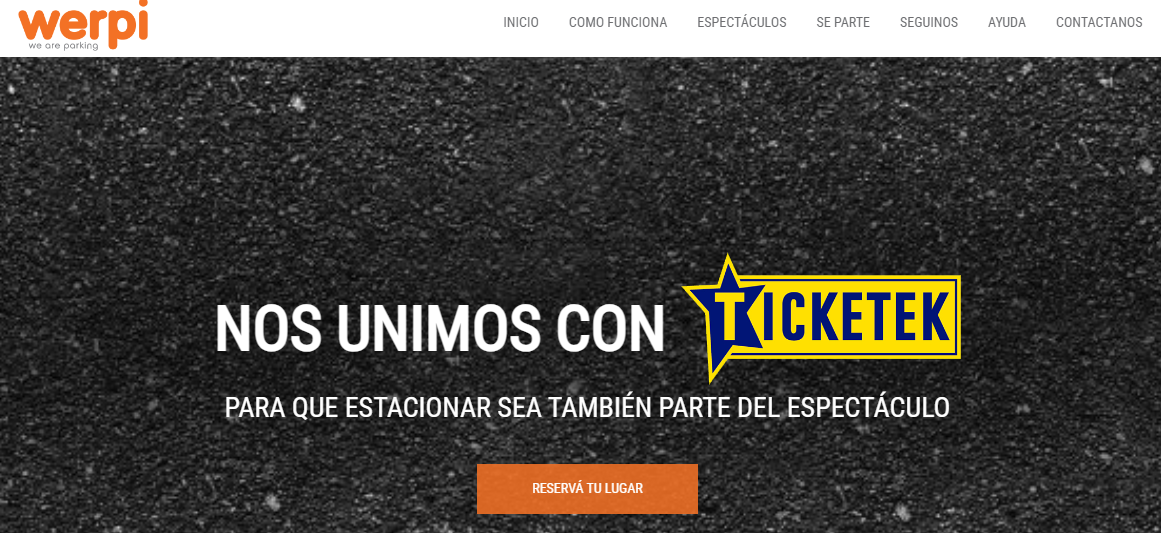 werpi
we are parking
INICIO COMO FUNCIONA ESPECTÁCULOS SE PARTE SEGUINOS AYUDA CONTACTANOS
NOS UNIMOS CON TICKETEK
PARA QUE ESTACIONAR SEA TAMBIÉN PARTE DEL ESPECTÁCULO
RESERVÁ TU LUGAR